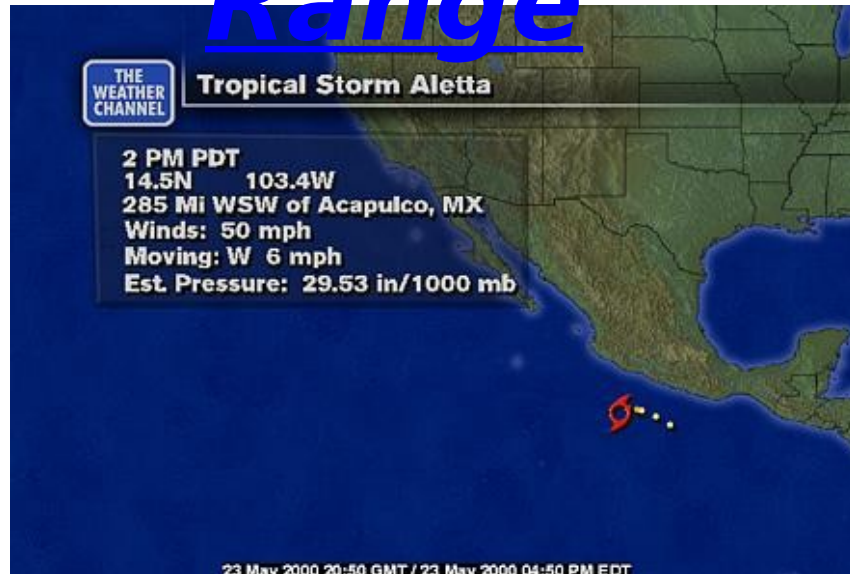 Range
THE
WEATHER
CHANNEL
Tropical Storm Aletta
2 PM PDT
14.5N 103.4W
285 Mi WSW of Acapulco, MX
Winds: 50 mph
Moving: W 6 mph
Est. Pressure: 29.53 in/1000 mb
23 May 2000 20:50 GMT / 23 May 2000 04:50 PM EDT